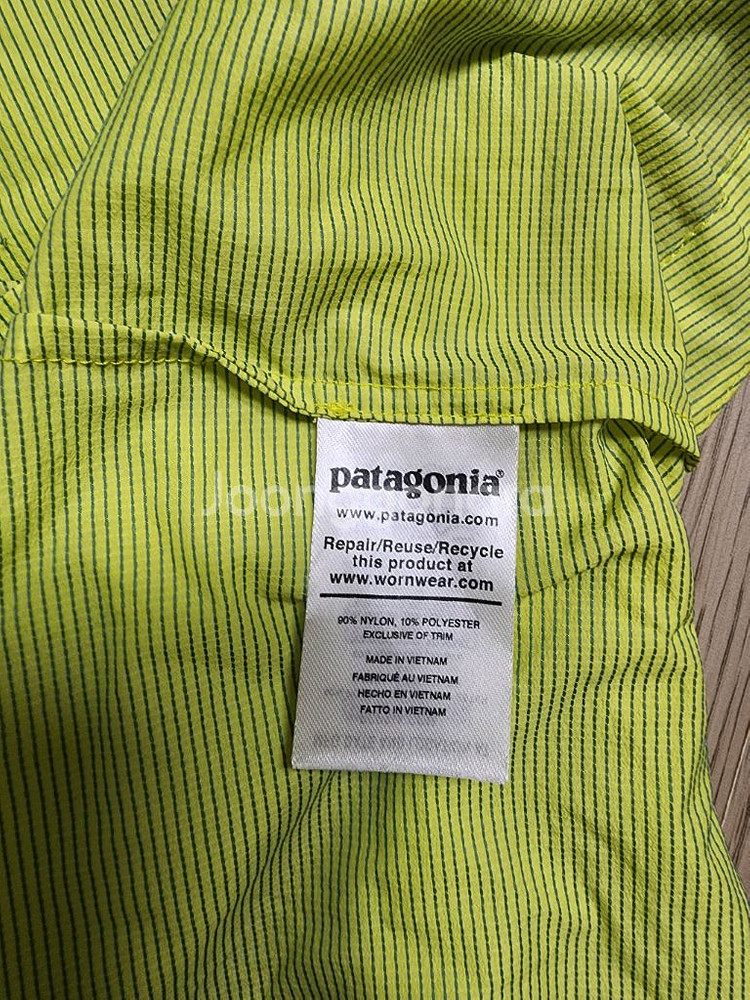 patagonia®
www.patagonia.com
Repair/Reuse/Recycle
this product at
www.wornwear.com
90% NYLON, 10% POLYESTER
EXCLUSIVE OF TRIM
MADE IN VIETNAM
FABRIQUÉ AU VIETNAM
HECHO EN VIETNAM
FATTO IN VIETNAM